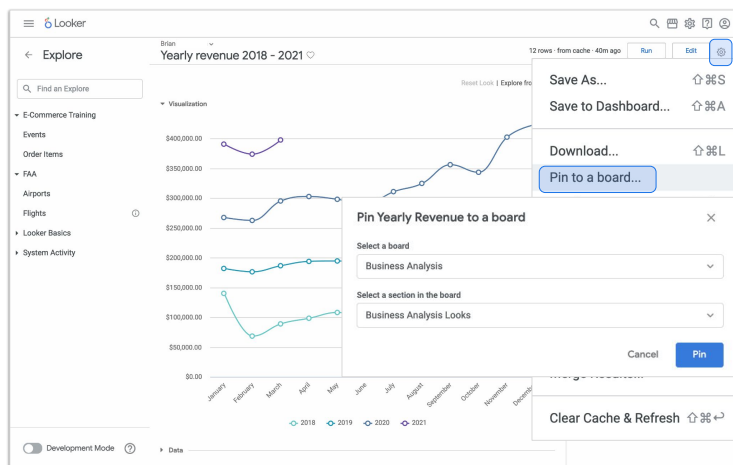 Looker
Explore
Find an Explore
E-Commerce Training
Events
Order Items
FAA
Airports
Flights
Looker Basics
System Activity
Development Mode
Brian
Yearly revenue 2018 - 2021
12 rows · from cache · 40m ago
Run
Edit
Reset Look | Explore fro
Visualization
$400,000.00
$350,000.00
$300,000.00
$250,000.00
$200,000.00
$150,000.00
$100,000.00
$50,000.00
$0.00
January
February
March
April
May
June
July
August
September
October
November
2018 2019 2020 2021
Data
Save As... ⇧⌘S
Save to Dashboard... ⇧⌘A
Download... ⇧⌘L
Pin to a board...
Pin Yearly Revenue to a board
Select a board
Business Analysis
Select a section in the board
Business Analysis Looks
Cancel
Pin
Clear Cache & Refresh ⇧⌘↩